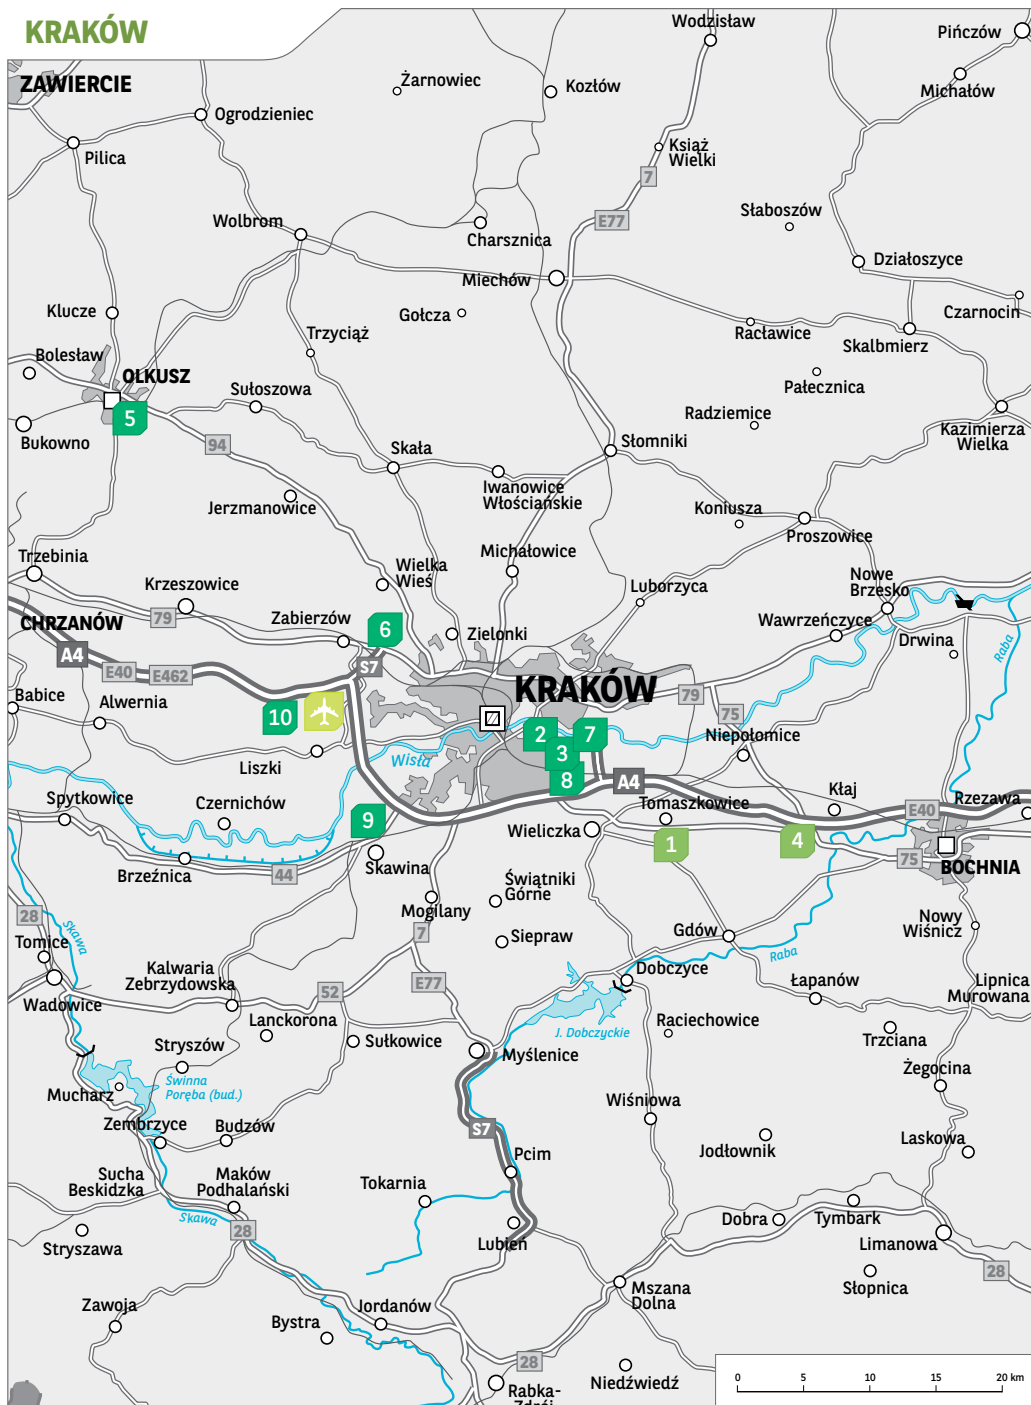 KRAKÓW
Wodzisław
Pińczów
ZAWIERCIE
Żarnowiec
Kozłów
Michałów
Ogrodzieniec
Pilica
Książ
Wielki
7
Słaboszów
E77
Wolbrom
Charsznica
Działoszyce
Miechów
Czarnocin
Klucze
Gołcza
Trzyciąż
Racławice
Skalbmierz
Bolesław
OLKUSZ
Sułoszowa
Pałecznica
5
Radziemice
Kazimierza
Wielka
Bukowno
94
Skała
Słomniki
Iwanowice
Włościańskie
Jerzmanowice
Koniusza
Proszowice
Trzebinia
Wielka
Wieś
Michałowice
Krzeszowice
Luborzyca
Nowe
Brzesko
79
CHRZANÓW
Zabierzów
6
Zielonki
Wawrzeńczyce
Drwina
Raba
A4
E40
E462
S7
KRAKÓW
79
Babice
Alwernia
10
75
2
7
Niepołomice
3
Liszki
Wisła
8
A4
Spytkowice
Czernichów
9
Tomaszkowice
Kłaj
E40
Rzezawa
Wieliczka
1
4
Brzeźnica
44
Skawina
75
BOCHNIA
Świątniki
Górne
28
Skawa
Mogilany
Nowy
Wiśnicz
Tomice
7
Siepraw
Gdów
Raba
Kalwaria
Zebrzydowska
E77
Dobczyce
Łapanów
Lipnica
Murowana
Wadowice
52
Lanckorona
J. Dobczyckie
Raciechowice
Trzciana
Stryszów
Sułkowice
Myślenice
Świnna
Poręba (bud.)
Żegocina
Mucharz
Wiśniowa
Zembrzyce
Budzów
S7
Jodłownik
Laskowa
Pcim
Sucha
Beskidzka
Maków
Podhalański
Tokarnia
Skawa
28
Stryszawa
Lubień
Dobra
Tymbark
Limanowa
28
Mszana
Dolna
Słopnica
Zawoja
Jordanów
Bystra
28
Niedźwiedź
Rabka-
Zdrój
0 5 10 15 20 km